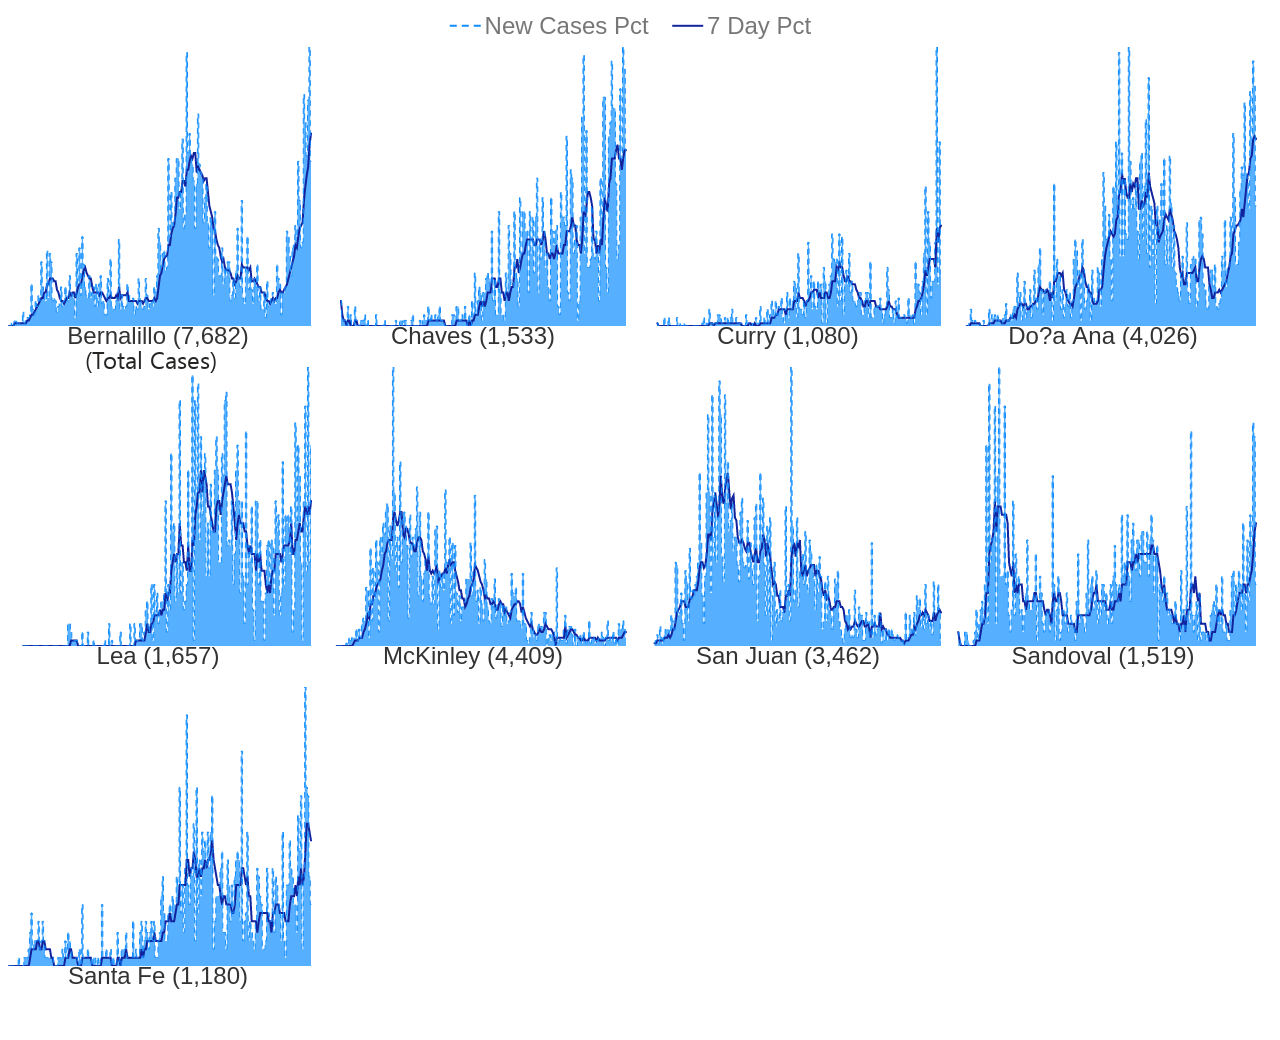 New Cases Pct 7 Day Pct
Bernalillo (7,682) Chaves (1,533) Curry (1,080) Do?a Ana (4,026)
(Total Cases)
Lea (1,657) McKinley (4,409) San Juan (3,462) Sandoval (1,519)
Santa Fe (1,180)